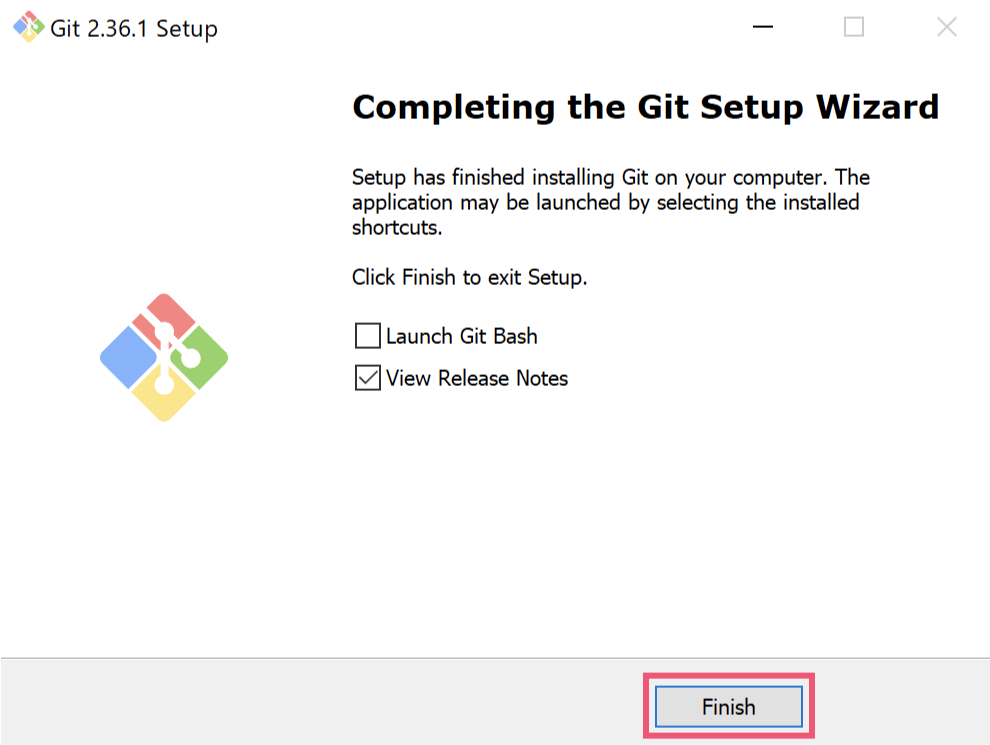 Git 2.36.1 Setup
Completing the Git Setup Wizard
Setup has finished installing Git on your computer. The
application may be launched by selecting the installed
shortcuts.
Click Finish to exit Setup.
Launch Git Bash
View Release Notes
Finish